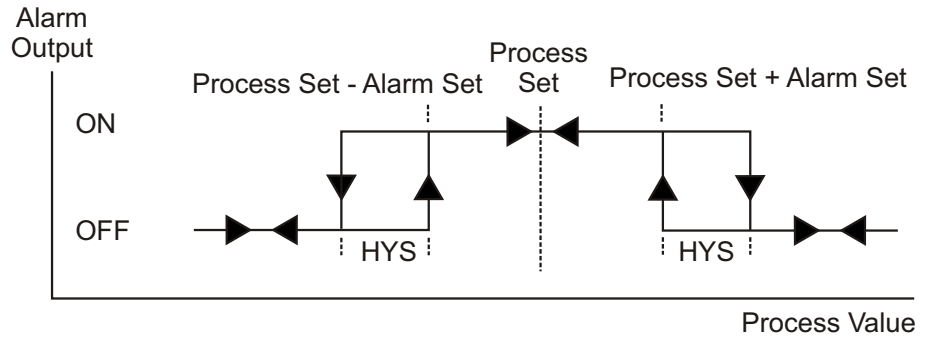 Alarm
Output
Process
Set
Process Set - Alarm Set
Process Set + Alarm Set
ON
OFF
HYS
HYS
Process Value